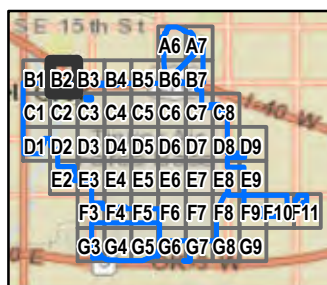 SE 15th St
A6 A7
B1 B2 B3 B4 B5 B6 B7
I-40 W
C1 C2 C3 C4 C5 C6 C7 C8
D1 D2 D3 D4 D5 D6 D7 D8 D9
E2 E3 E4 E5 E6 E7 E8 E9
F3 F4 F5 F6 F7 F8 F9 F10 F11
G3 G4 G5 G6 G7 G8 G9